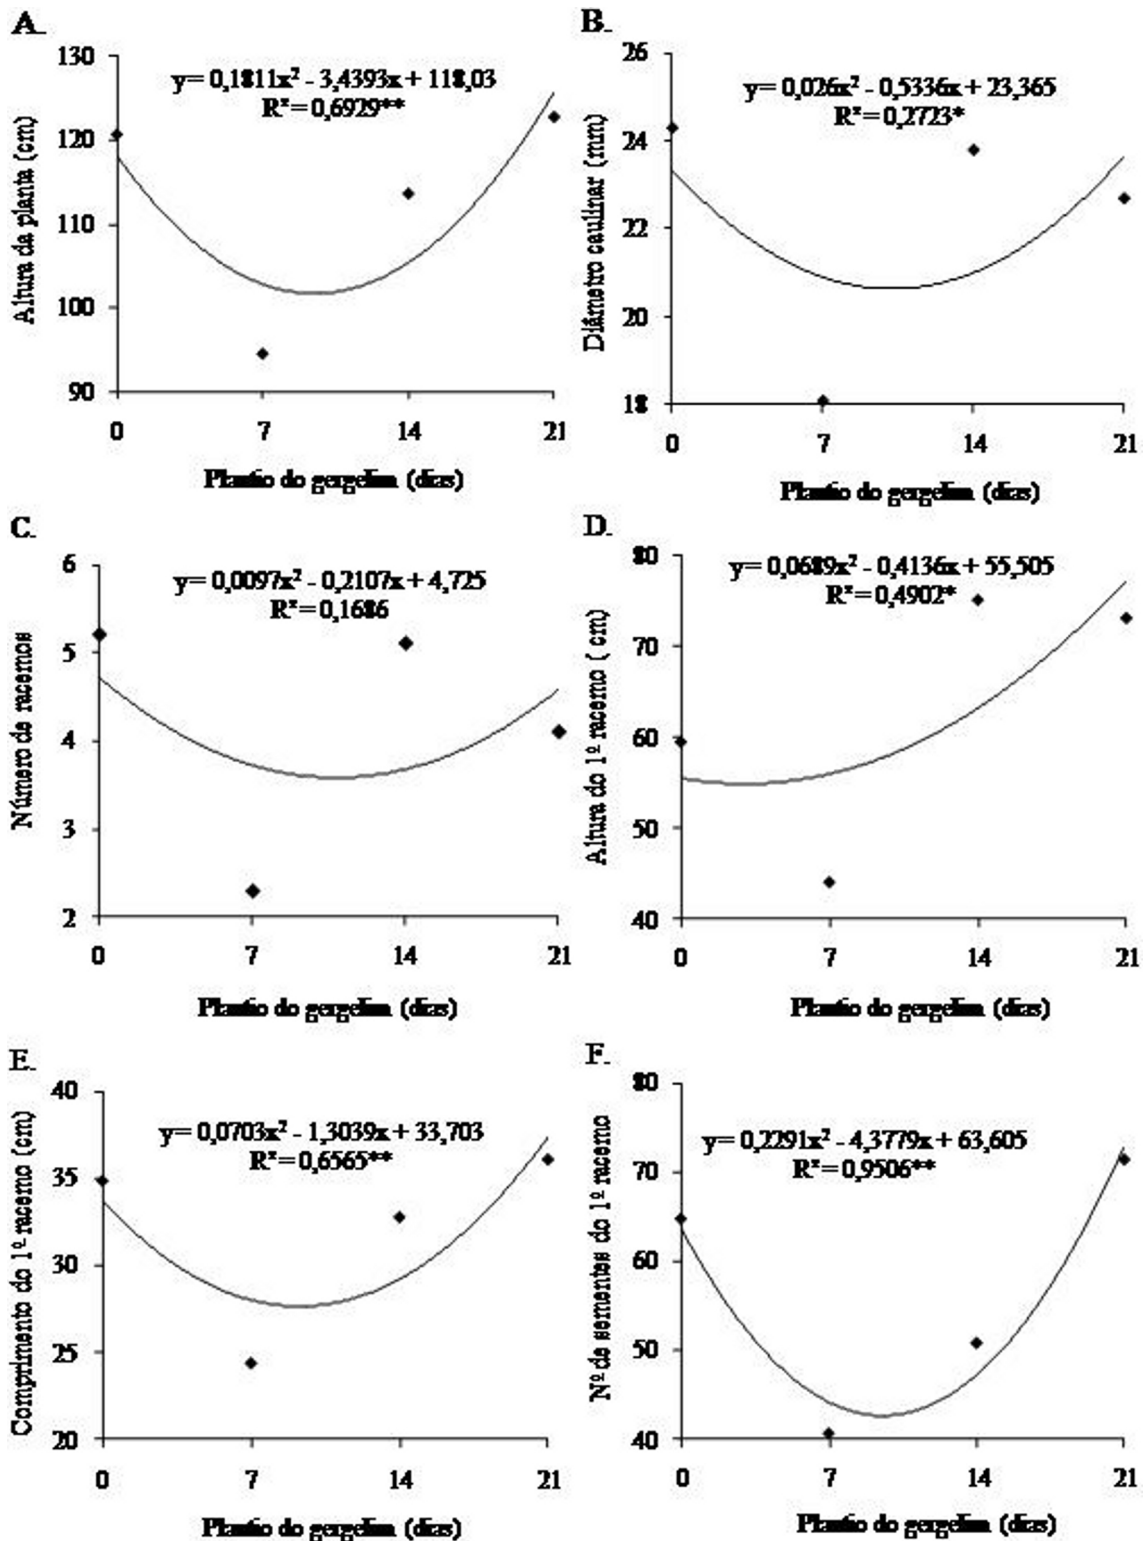 A.
130
120
110
100
90
y= 0,1811x² - 3,4393x + 118,03
R²= 0,6929**
Altura da planta (cm)
0 7 14 21
Plantio do gergelim (dias)
B.
26
24
22
20
18
y= 0,026x² - 0,5336x + 23,365
R²= 0,2723*
Diâmetro caulinar (mm)
0 7 14 21
Plantio do gergelim (dias)
C.
6
5
4
3
2
y= 0,0097x² - 0,2107x + 4,725
R²= 0,1686
Número de racemos
0 7 14 21
Plantio do gergelim (dias)
D.
80
70
60
50
40
y= 0,0689x² - 0,4136x + 55,505
R²= 0,4902*
Altura do 1º racemo ( cm)
0 7 14 21
Plantio do gergelim (dias)
E.
40
35
30
25
20
y= 0,0703x² - 1,3039x + 33,703
R²= 0,6565**
Comprimento do 1º racemo (cm)
0 7 14 21
Plantio do gergelim (dias)
F.
80
70
60
50
40
y= 0,2291x² - 4,3779x + 63,605
R²= 0,9506**
Nº de sementes do 1º racemo
0 7 14 21
Plantio do gergelim (dias)